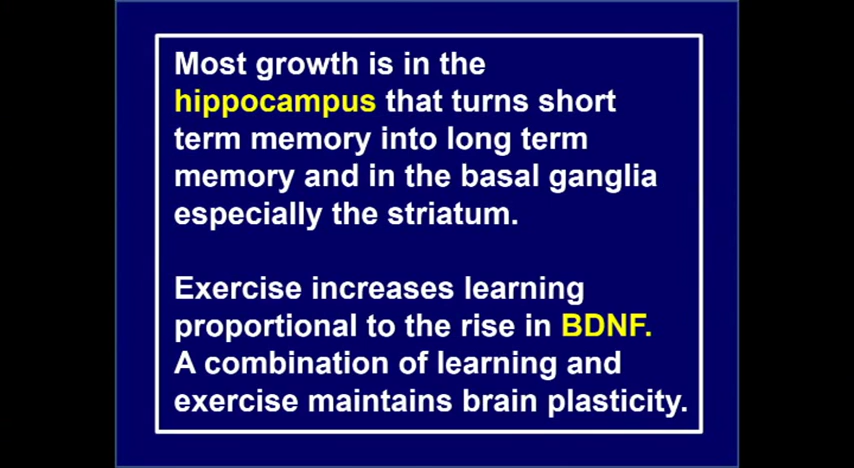 Most growth is in the
hippocampus that turns short
term memory into long term
memory and in the basal ganglia
especially the striatum.
Exercise increases learning
proportional to the rise in BDNF.
A combination of learning and
exercise maintains brain plasticity.